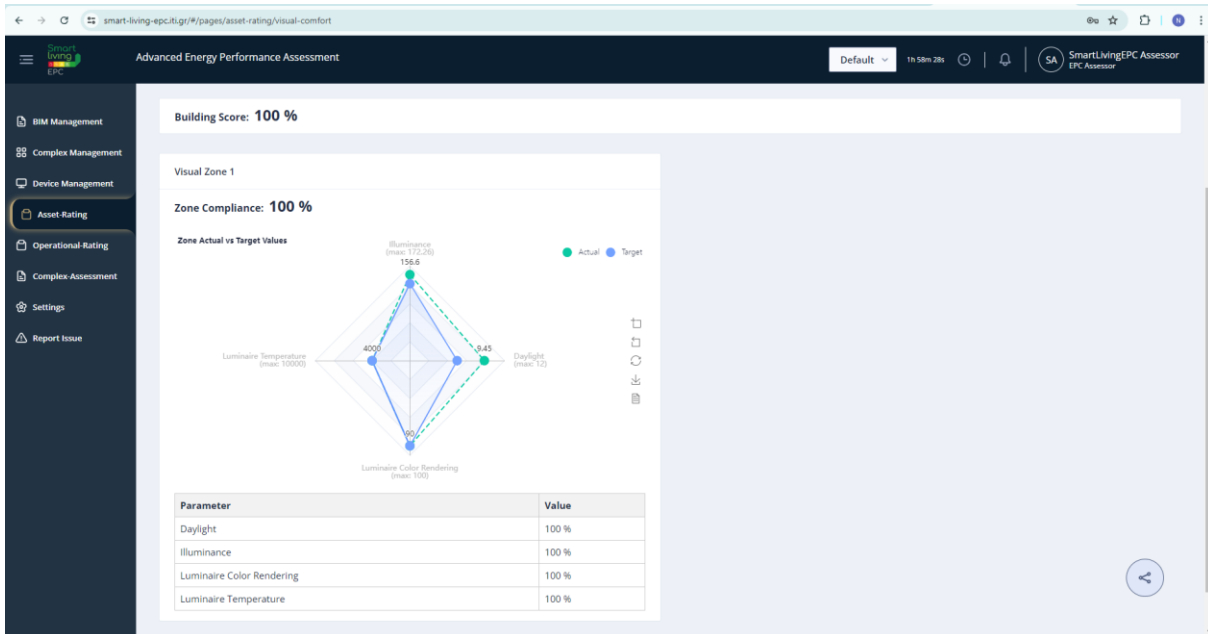 smart-living-epc.iti.gr/#/pages/asset-rating/visual-comfort
N
Smart
living
EPC
Advanced Energy Performance Assessment
Default
1h 58m 28s
SA
SmartLivingEPC Assessor
EPC Assessor
BIM Management
Complex Management
Device Management
Asset-Rating
Operational-Rating
Complex-Assessment
Settings
Report Issue
Building Score: 100 %
Visual Zone 1
Zone Compliance: 100 %
Zone Actual vs Target Values
Actual
Target
Illuminance
(max: 172.26)
156.6
4000
9.45
Luminaire Temperature
(max: 10000)
Daylight
(max: 12)
90
Luminaire Color Rendering
(max: 100)
Parameter Value
Daylight 100 %
Illuminance 100 %
Luminaire Color Rendering 100 %
Luminaire Temperature 100 %